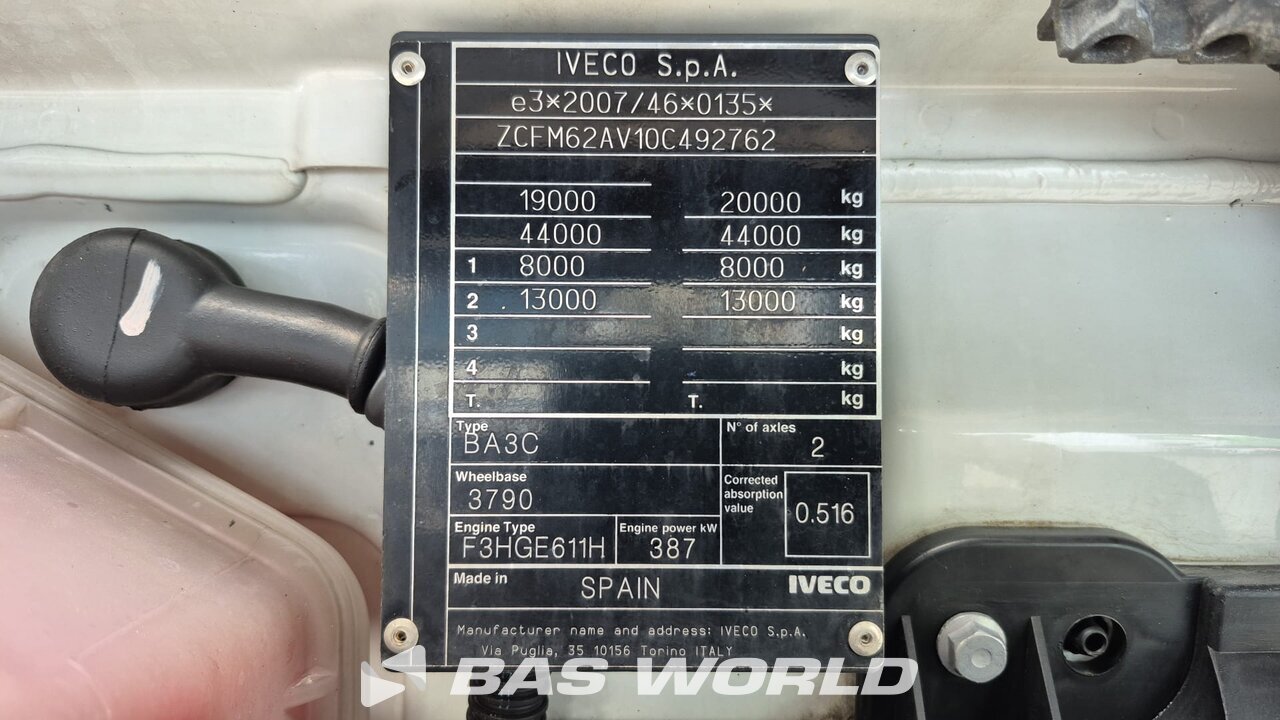 IVECO S.p.A.
e3*2007/46*0135*
ZCFM62AV10C492762
19000 20000 kg
44000 44000 kg
1 8000 8000 kg
2 13000 13000 kg
3 kg
4 kg
T. T. kg
Type N° of axles
BA3C 2
Wheelbase Corrected absorption value
3790 0.516
Engine Type Engine power kW
F3HGE611H 387
Made in SPAIN IVECO
Manufacturer name and address: IVECO S.p.A.
Via Puglia, 35 10156 Torino ITALY
BAS WORLD